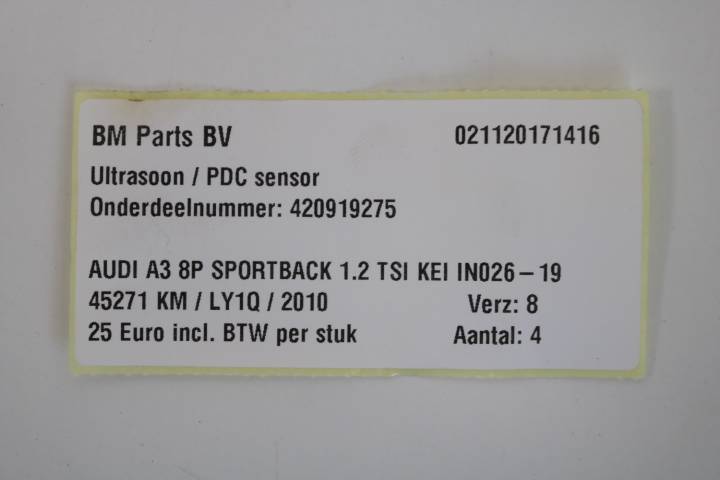 BM Parts BV 021120171416
Ultrasoon / PDC sensor
Onderdeelnummer: 420919275
AUDI A3 8P SPORTBACK 1.2 TSI KEI IN026-19
45271 KM / LY1Q / 2010 Verz: 8
25 Euro incl. BTW per stuk Aantal: 4